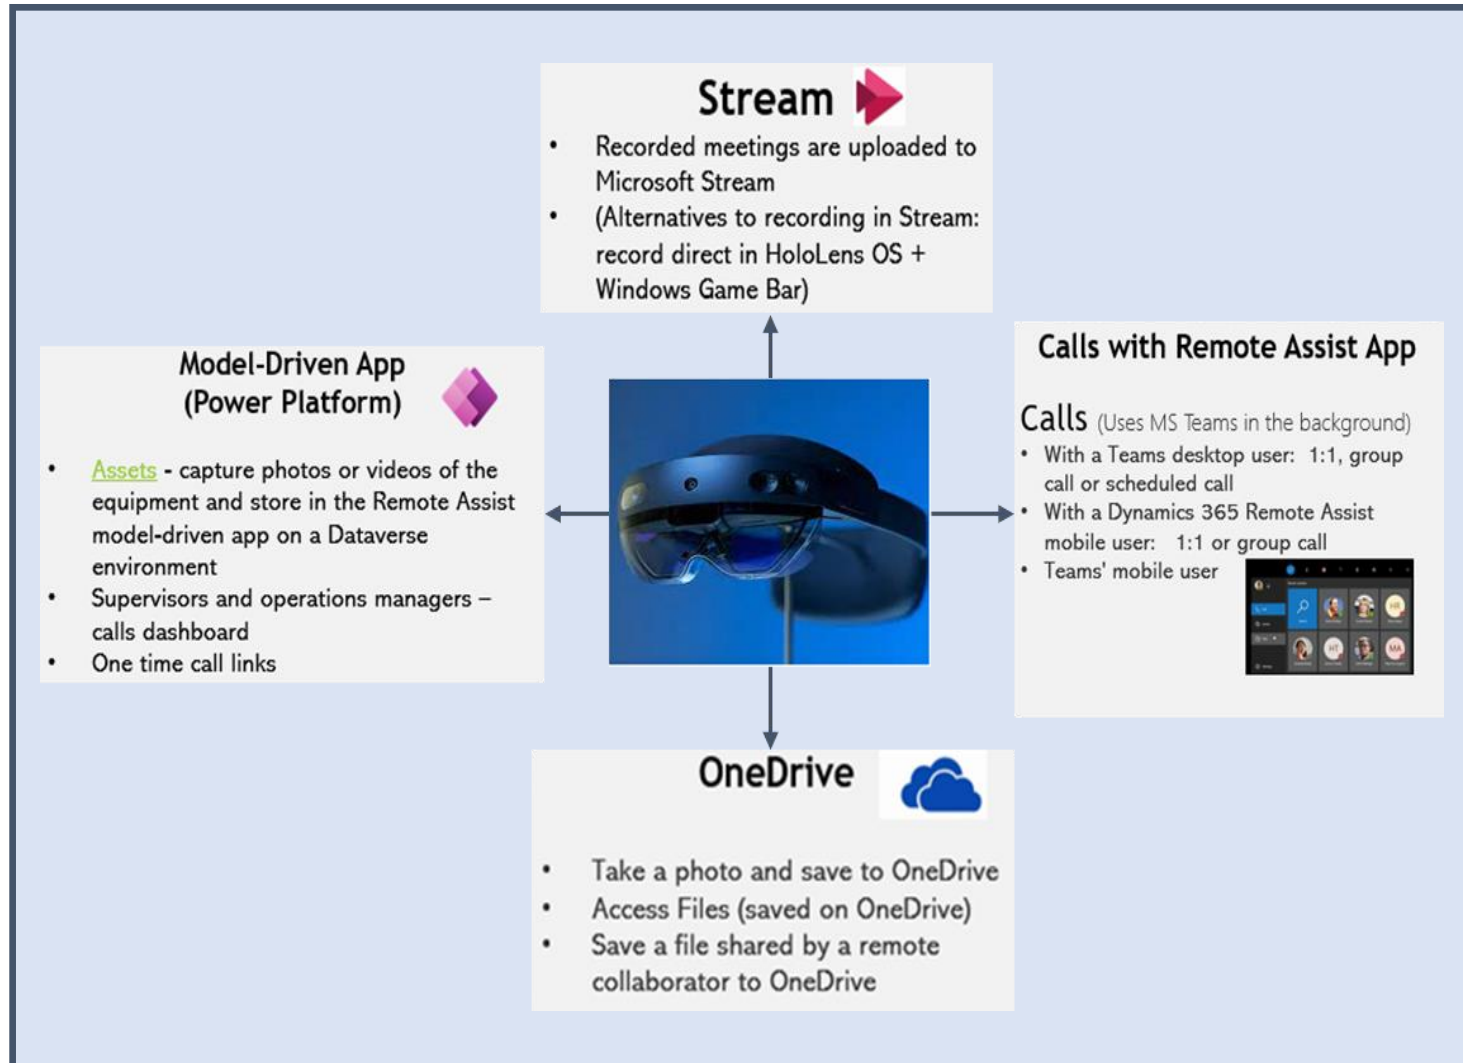 Stream
• Recorded meetings are uploaded to
Microsoft Stream
• (Alternatives to recording in Stream:
record direct in HoloLens OS +
Windows Game Bar)
Model-Driven App
(Power Platform)
• Assets - capture photos or videos of the
equipment and store in the Remote Assist
model-driven app on a Dataverse
environment
• Supervisors and operations managers –
calls dashboard
• One time call links
Calls with Remote Assist App
Calls (Uses MS Teams in the background)
• With a Teams desktop user: 1:1, group
call or scheduled call
• With a Dynamics 365 Remote Assist
mobile user: 1:1 or group call
• Teams' mobile user
HR
HT
MA
OneDrive
• Take a photo and save to OneDrive
• Access Files (saved on OneDrive)
• Save a file shared by a remote
collaborator to OneDrive